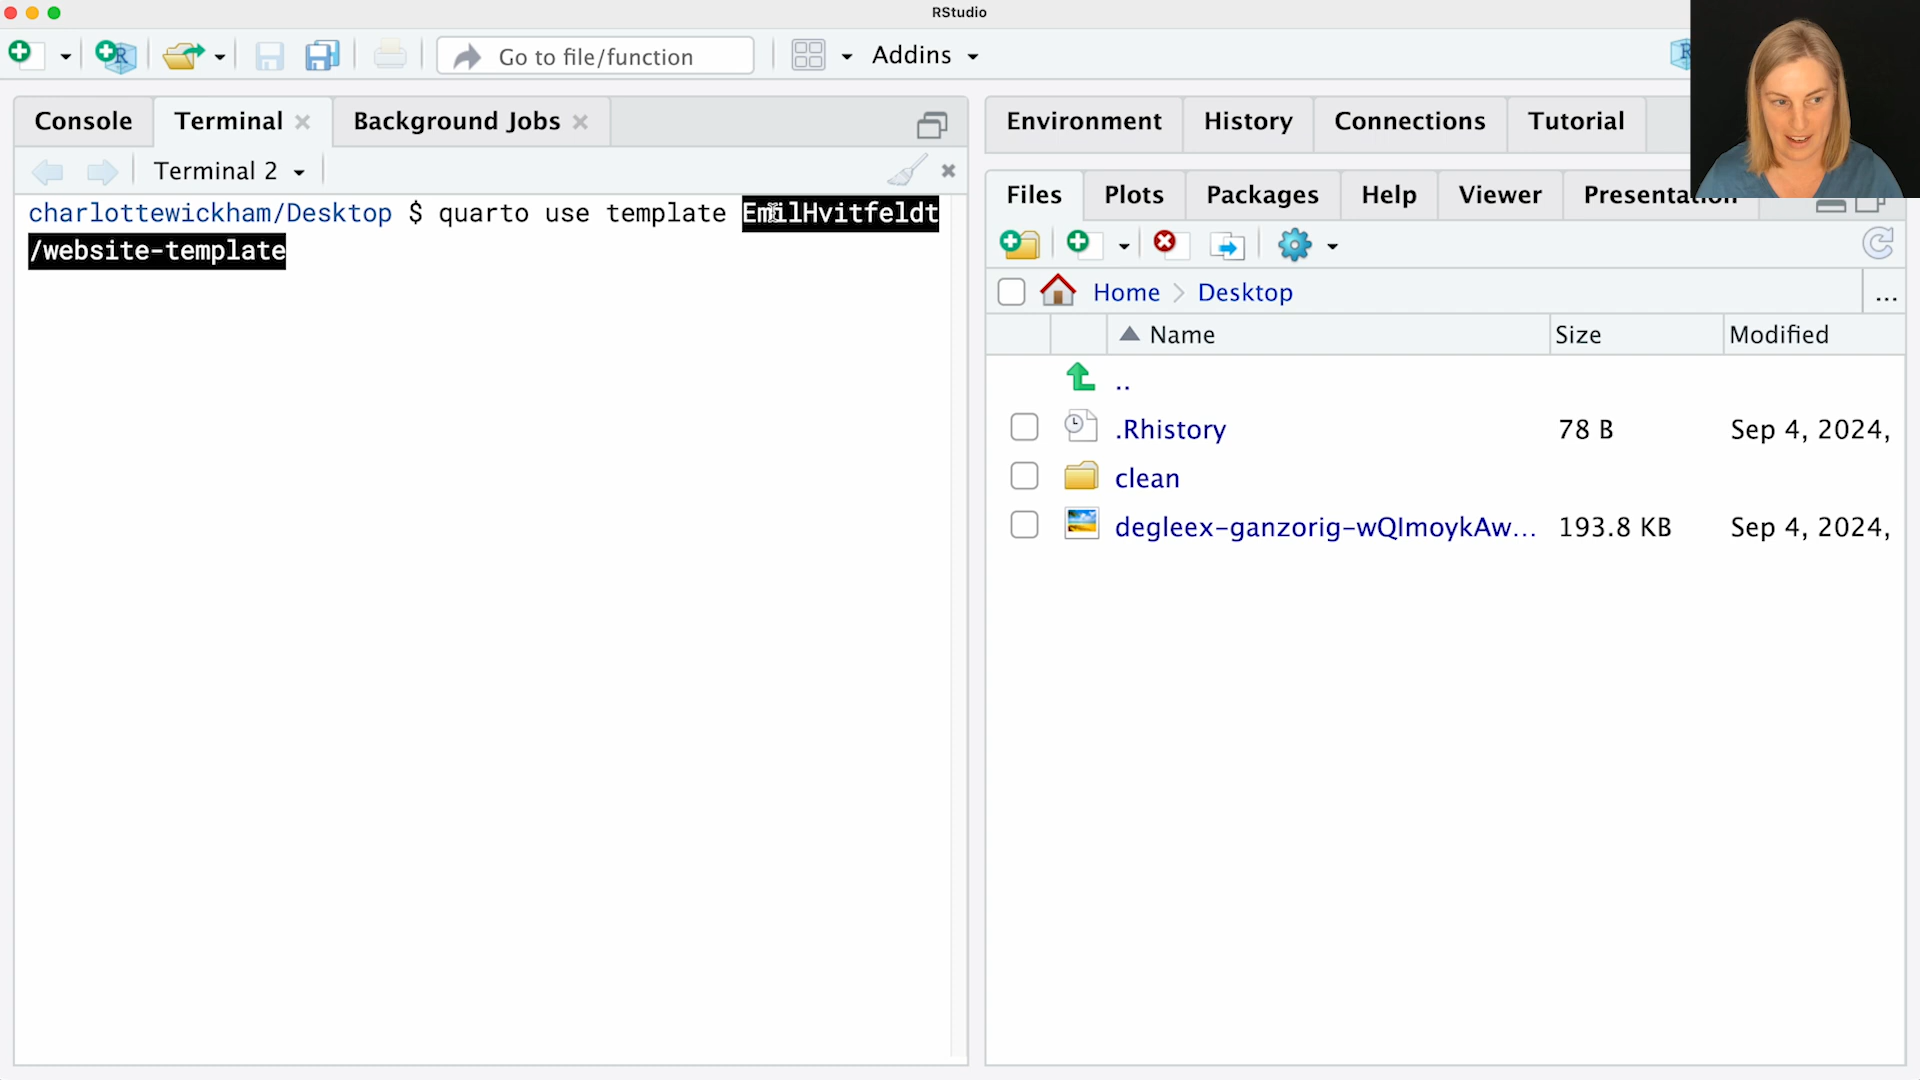 RStudio
Go to file/function
Addins
Console
Terminal
Background Jobs
Terminal 2
charlottewickham/Desktop $ quarto use template EmilHvitfeldt
/website-template
Environment
History
Connections
Tutorial
Files
Plots
Packages
Help
Viewer
Home
Desktop
...
Name
Size
Modified
..
.Rhistory
78 B
Sep 4, 2024,
clean
degleex-ganzorig-wQImoykAw...
193.8 KB
Sep 4, 2024,